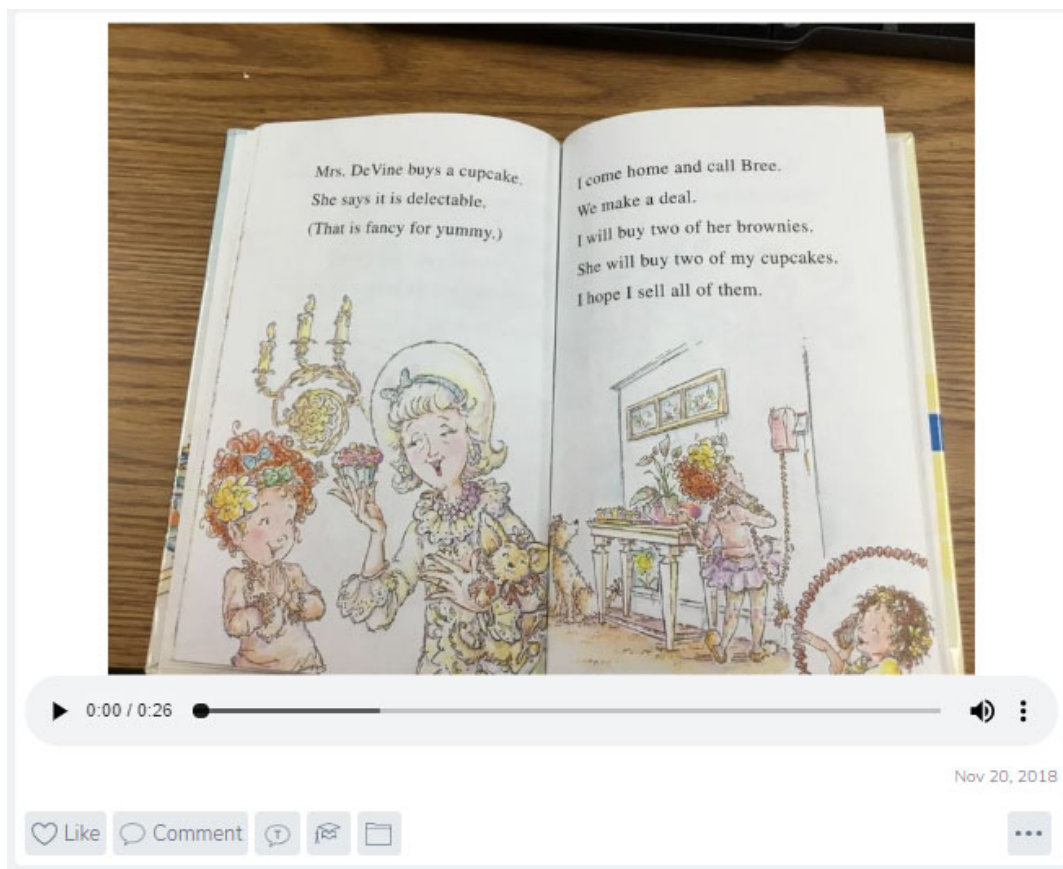 Mrs. DeVine buys a cupcake.
She says it is delectable.
(That is fancy for yummy.)
I come home and call Bree.
We make a deal.
I will buy two of her brownies.
She will buy two of my cupcakes.
I hope I sell all of them.
0:00 / 0:26
Nov 20, 2018
Like
Comment
T